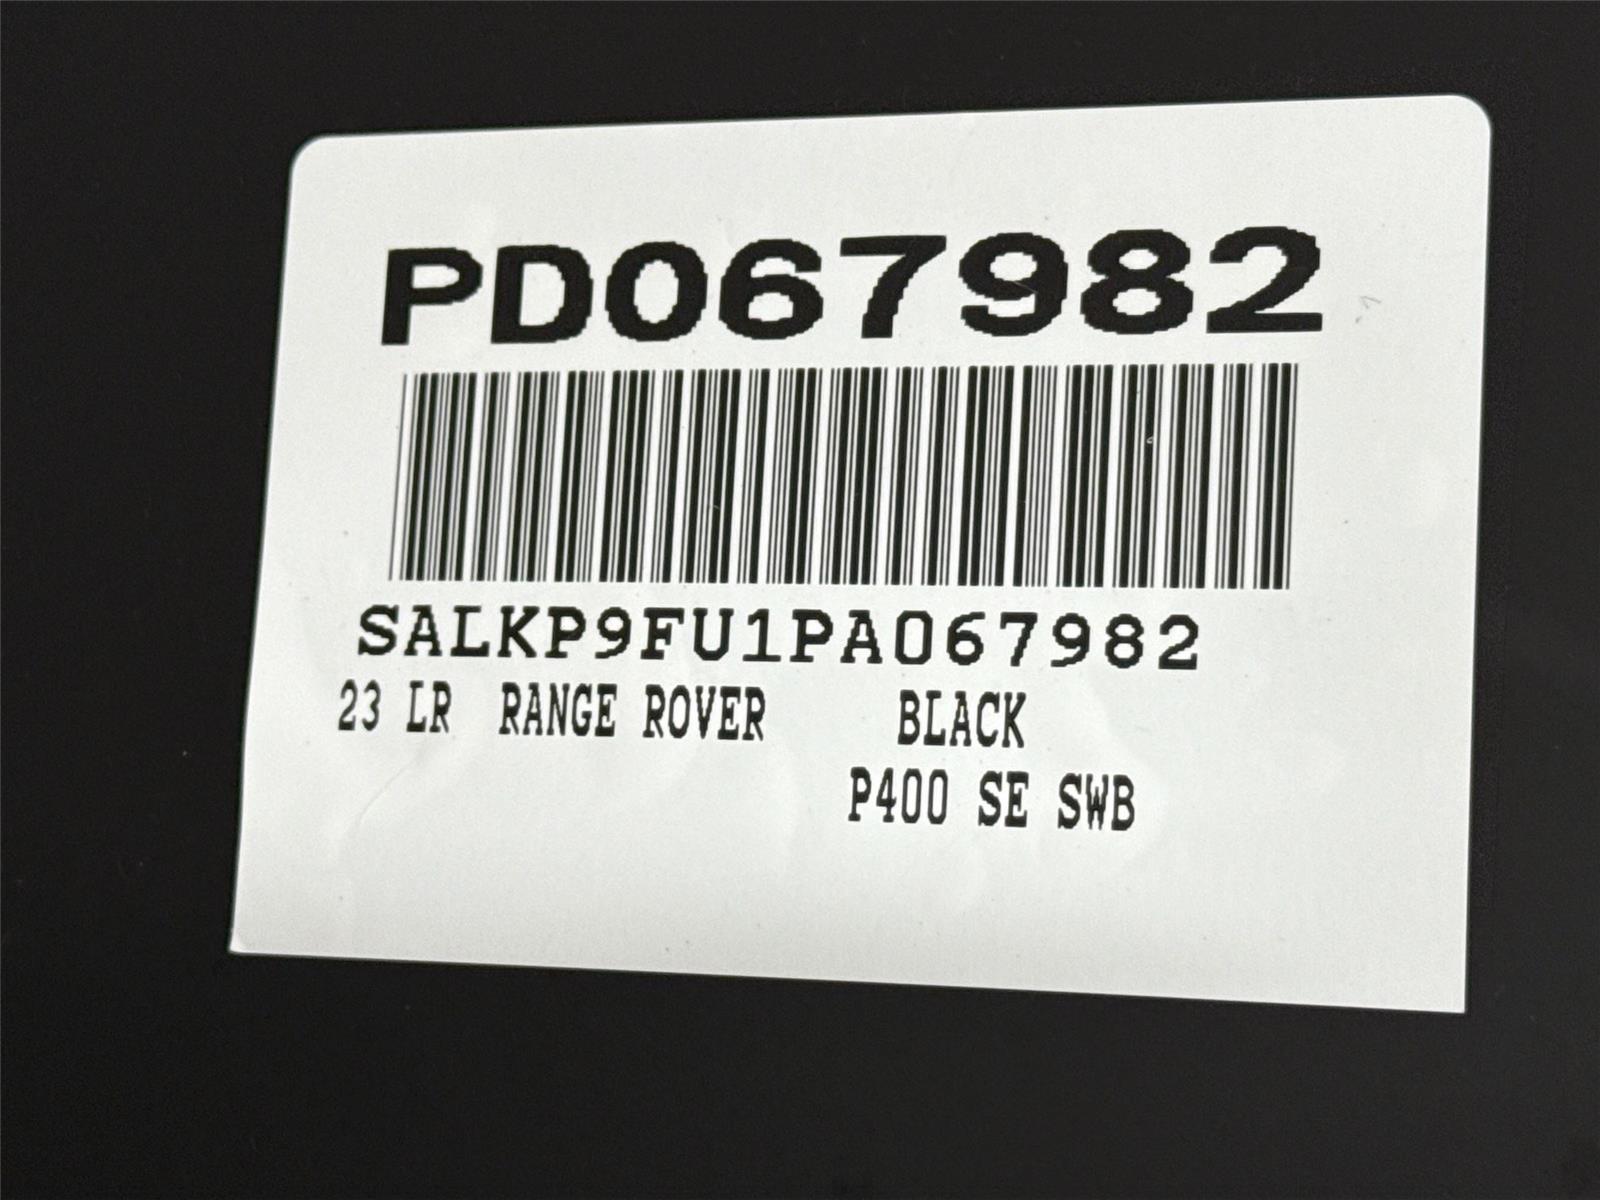 PD067982
SALKP9FU1PA067982
23 LR RANGE ROVER BLACK
P400 SE SWB